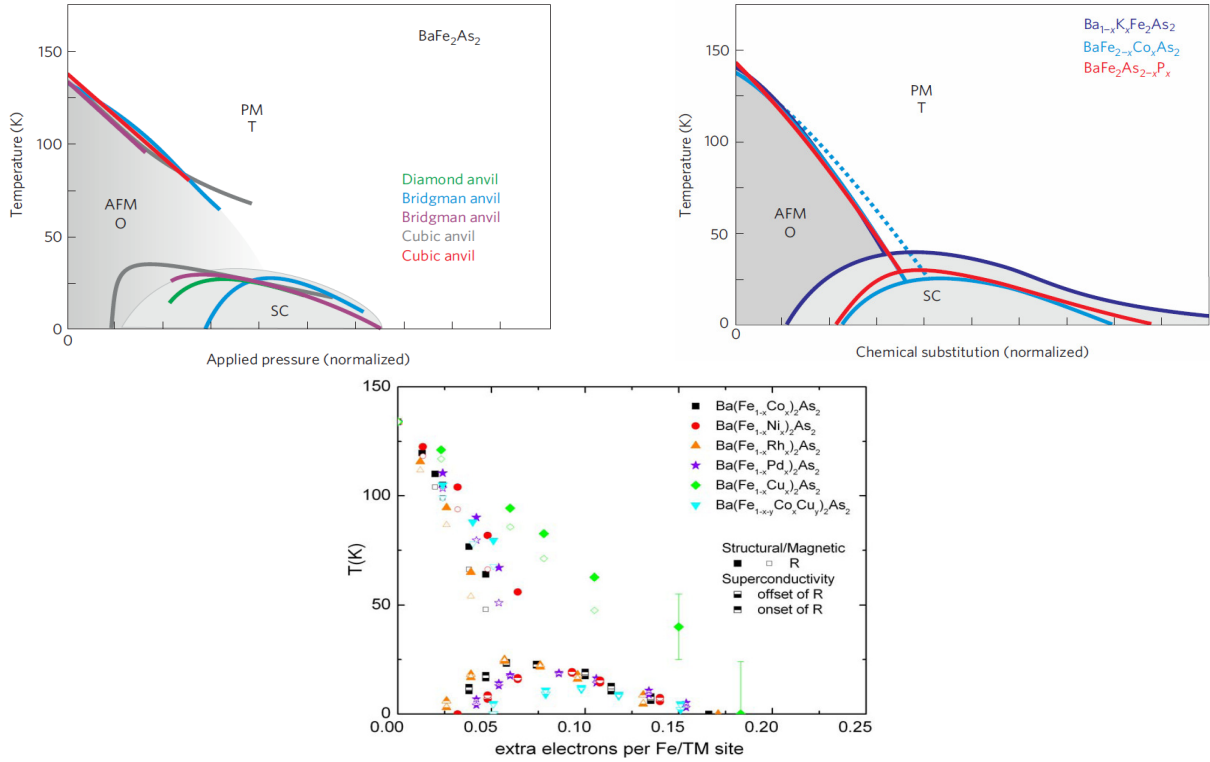 BaFe₂As₂
150
100
50
0
0
Temperature (K)
PM
T
AFM
O
SC
Diamond anvil
Bridgman anvil
Bridgman anvil
Cubic anvil
Cubic anvil
Applied pressure (normalized)
Ba₁₋ₓKₓFe₂As₂
BaFe₂₋ₓCoₓAs₂
BaFe₂As₂₋ₓPₓ
150
100
50
0
0
Temperature (K)
PM
T
AFM
O
SC
Chemical substitution (normalized)
150
100
50
0
T(K)
Ba(Fe₁₋ₓCoₓ)₂As₂
Ba(Fe₁₋ₓNiₓ)₂As₂
Ba(Fe₁₋ₓRhₓ)₂As₂
Ba(Fe₁₋ₓPdₓ)₂As₂
Ba(Fe₁₋ₓCuₓ)₂As₂
Ba(Fe₁₋ₓ₋ᵧCoₓCuᵧ)₂As₂
Structural/Magnetic
R
Superconductivity
offset of R
onset of R
0.00 0.05 0.10 0.15 0.20 0.25
extra electrons per Fe/TM site